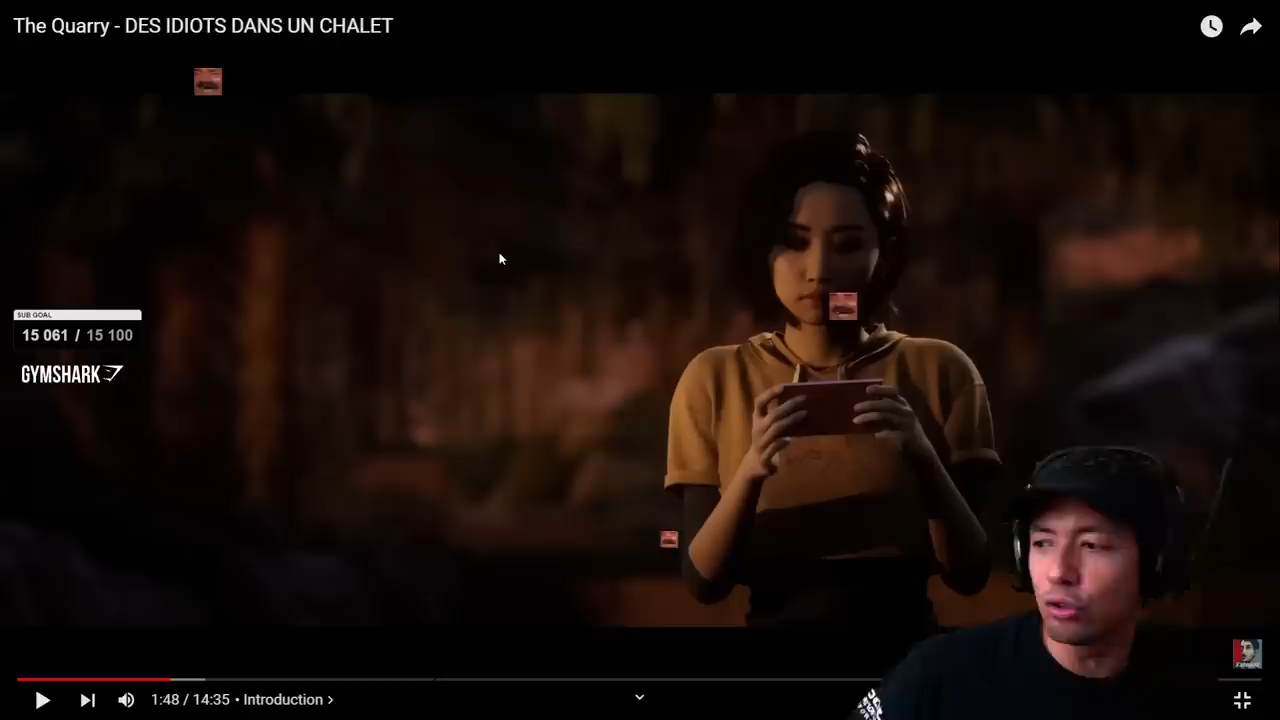 The Quarry - DES IDIOTS DANS UN CHALET
SUB GOAL
15 061 / 15 100
GYMSHARK
1:48 / 14:35 • Introduction >